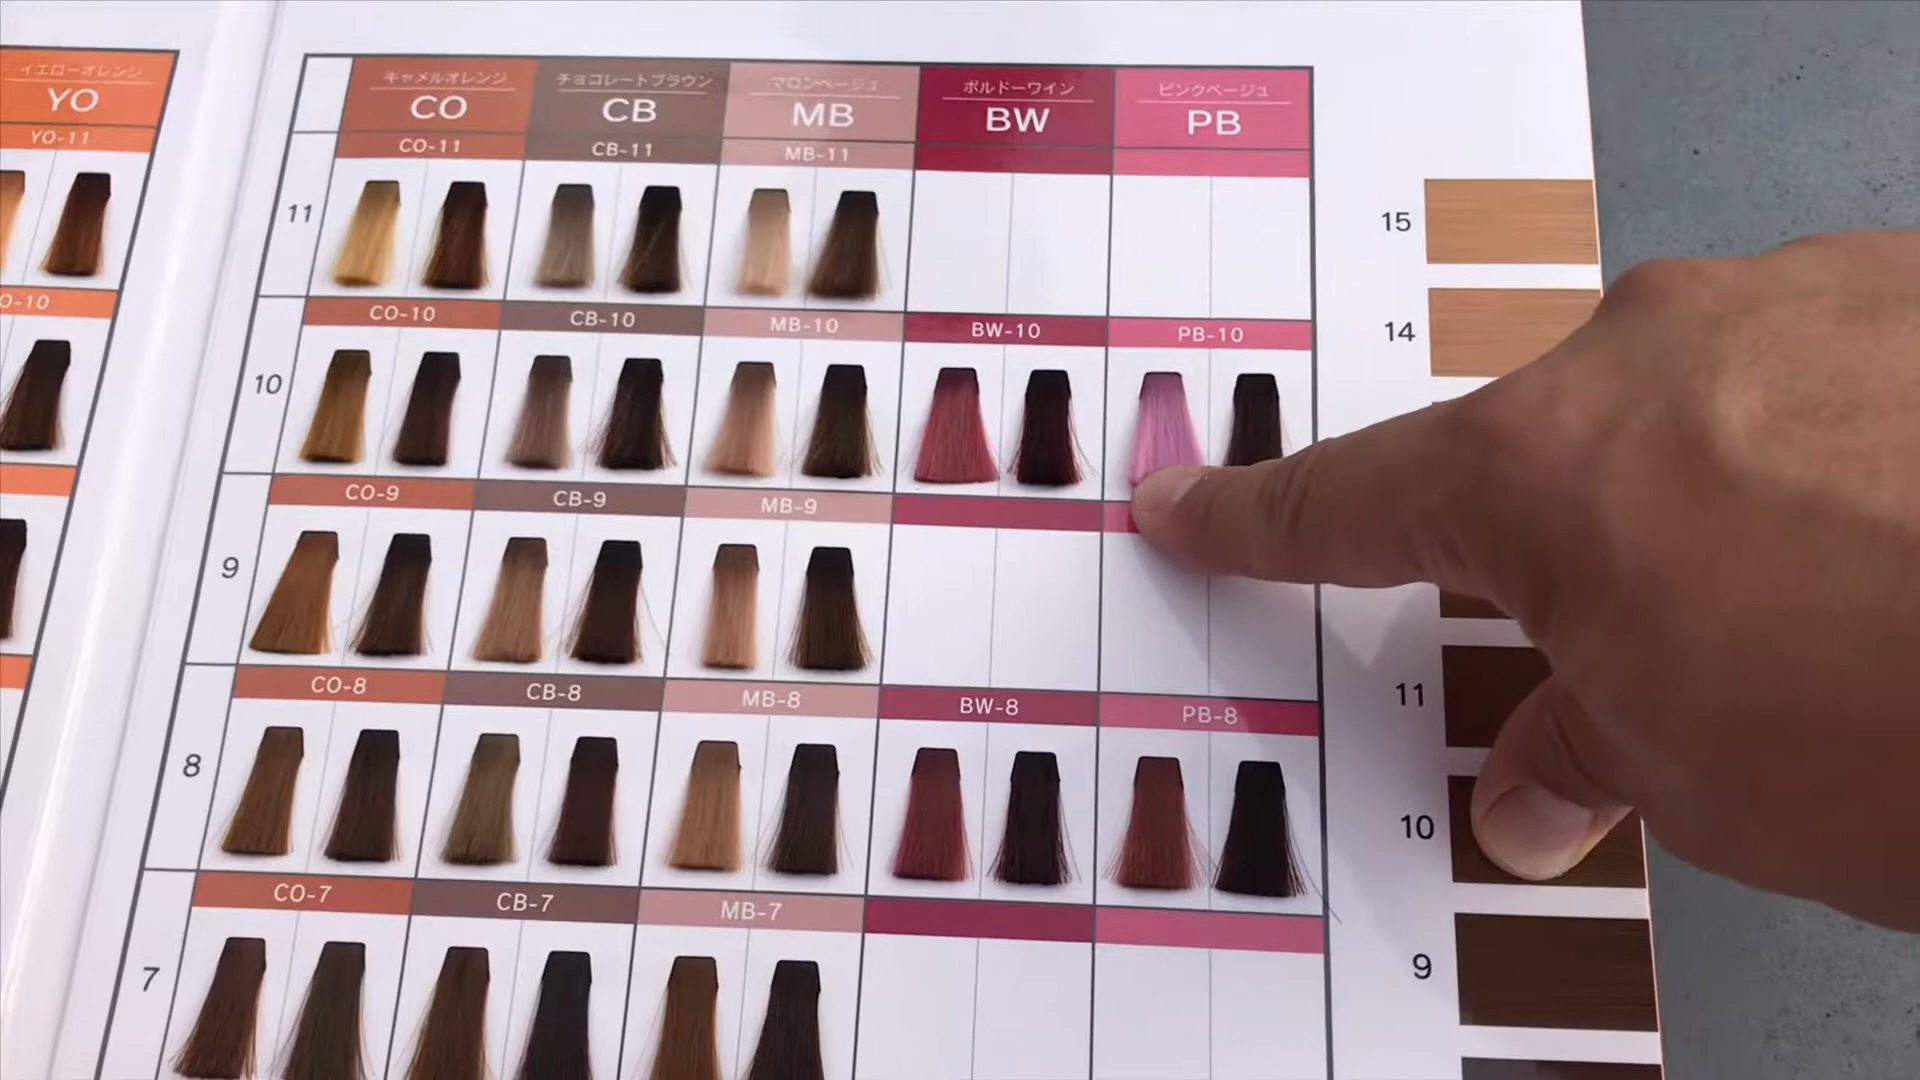 イエローオレンジ
YO
YO-11
O-10
キャメルオレンジ
CO
チョコレートブラウン
CB
マロンベージュ
MB
ボルドーワイン
BW
ピンクベージュ
PB
CO-11
CB-11
MB-11
11
CO-10
CB-10
MB-10
BW-10
PB-10
10
CO-9
CB-9
MB-9
9
CO-8
CB-8
MB-8
BW-8
PB-8
8
CO-7
CB-7
MB-7
7
15
14
11
10
9